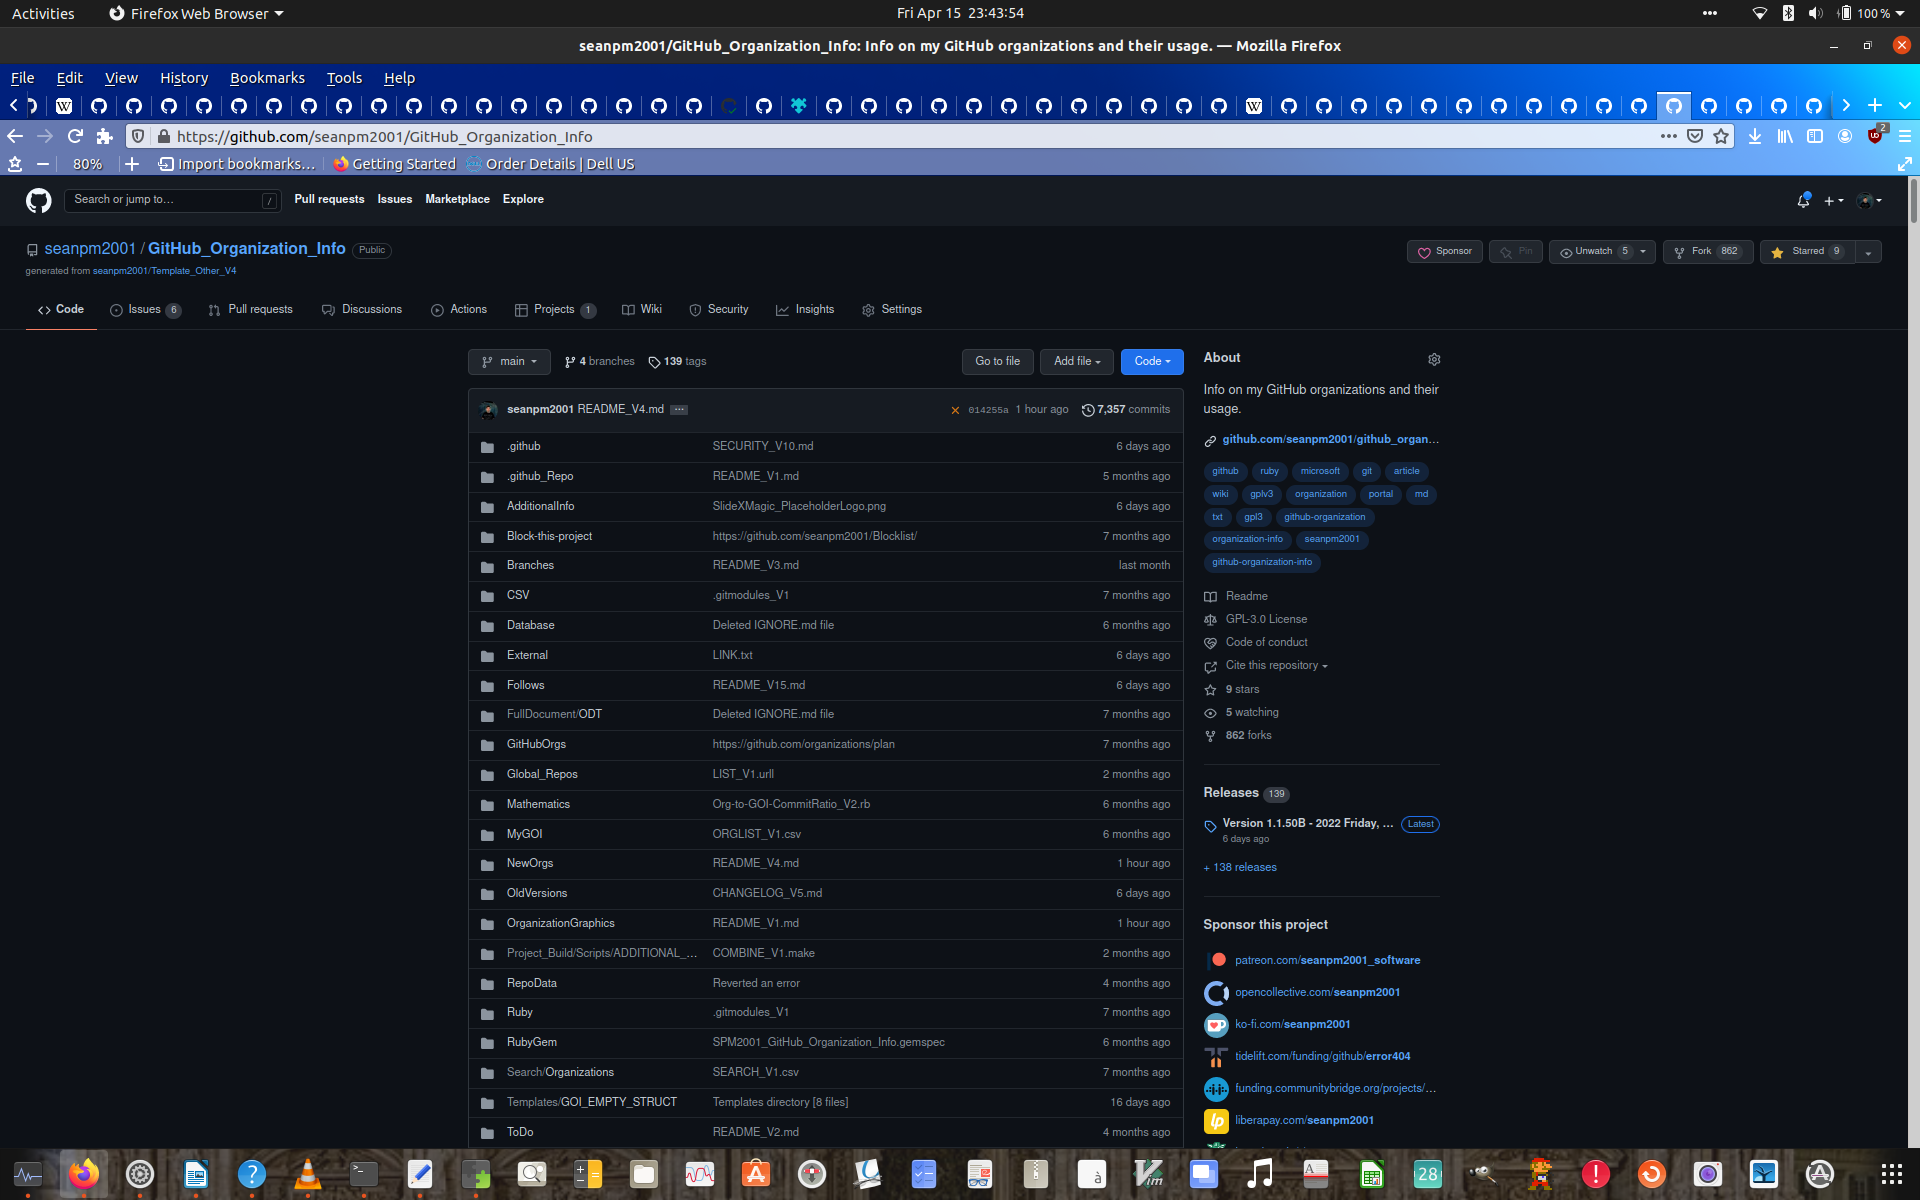 Activities
Firefox Web Browser
Fri Apr 15  23:43:54
100 %
seanpm2001/GitHub_Organization_Info: Info on my GitHub organizations and their usage. — Mozilla Firefox
File Edit View History Bookmarks Tools Help
https://github.com/seanpm2001/GitHub_Organization_Info
2
80%
Import bookmarks...
Getting Started
Order Details | Dell US
Search or jump to...
/
Pull requests Issues Marketplace Explore
seanpm2001 / GitHub_Organization_Info
Public
Sponsor
Pin
Unwatch 5
Fork 862
Starred 9
generated from seanpm2001/Template_Other_V4
Code
Issues 6
Pull requests
Discussions
Actions
Projects 1
Wiki
Security
Insights
Settings
main
4 branches
139 tags
Go to file
Add file
Code
seanpm2001 README_V4.md
014255a 1 hour ago
7,357 commits
.github SECURITY_V10.md 6 days ago
.github_Repo README_V1.md 5 months ago
AdditionalInfo SlideXMagic_PlaceholderLogo.png 6 days ago
Block-this-project https://github.com/seanpm2001/Blocklist/ 7 months ago
Branches README_V3.md last month
CSV .gitmodules_V1 7 months ago
Database Deleted IGNORE.md file 6 months ago
External LINK.txt 6 days ago
Follows README_V15.md 6 days ago
FullDocument/ODT Deleted IGNORE.md file 7 months ago
GitHubOrgs https://github.com/organizations/plan 7 months ago
Global_Repos LIST_V1.urll 2 months ago
Mathematics Org-to-GOI-CommitRatio_V2.rb 6 months ago
MyGOI ORGLIST_V1.csv 6 months ago
NewOrgs README_V4.md 1 hour ago
OldVersions CHANGELOG_V5.md 6 days ago
OrganizationGraphics README_V1.md 1 hour ago
Project_Build/Scripts/ADDITIONAL_... COMBINE_V1.make 2 months ago
RepoData Reverted an error 4 months ago
Ruby .gitmodules_V1 7 months ago
RubyGem SPM2001_GitHub_Organization_Info.gemspec 6 months ago
Search/Organizations SEARCH_V1.csv 7 months ago
Templates/GOI_EMPTY_STRUCT Templates directory [8 files] 16 days ago
ToDo README_V2.md 4 months ago
About
Info on my GitHub organizations and their
usage.
github.com/seanpm2001/github_organ...
github ruby microsoft git article
wiki gplv3 organization portal md
txt gpl3 github-organization
organization-info seanpm2001
github-organization-info
Readme
GPL-3.0 License
Code of conduct
Cite this repository
9 stars
5 watching
862 forks
Releases 139
Version 1.1.50B - 2022 Friday, ...
Latest
6 days ago
+ 138 releases
Sponsor this project
patreon.com/seanpm2001_software
opencollective.com/seanpm2001
ko-fi.com/seanpm2001
tidelift.com/funding/github/error404
funding.communitybridge.org/projects/...
lp
liberapay.com/seanpm2001
28